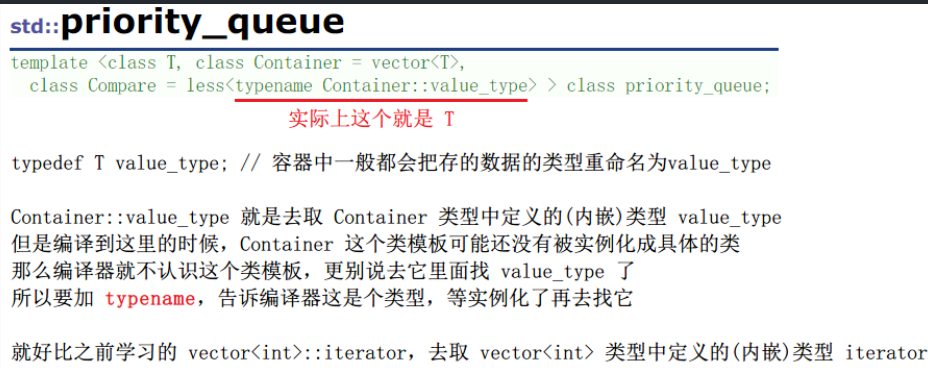 std::priority_queue
template <class T, class Container = vector<T>,
class Compare = less<typename Container::value_type> > class priority_queue;
实际上这个就是 T
typedef T value_type; // 容器中一般都会把存的数据的类型重命名为value_type
Container::value_type 就是去取 Container 类型中定义的(内嵌)类型 value_type
但是编译到这里的时候，Container 这个类模板可能还没有被实例化成具体的类
那么编译器就不认识这个类模板，更别说去它里面找 value_type 了
所以要加 typename，告诉编译器这是个类型，等实例化了再去找它
就好比之前学习的 vector<int>::iterator，去取 vector<int> 类型中定义的(内嵌)类型 iterator